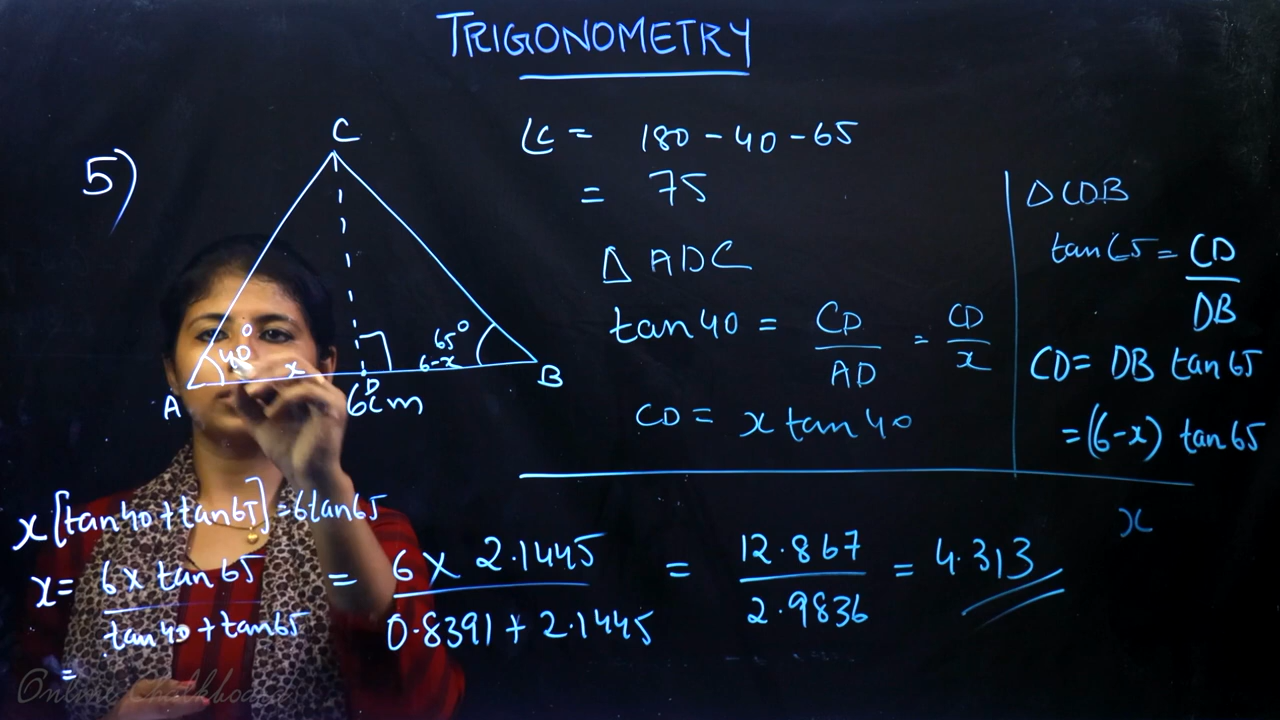 TRIGONOMETRY
5)
C
40°
x
D
6-x
65°
A
6cm
B
∠C = 180 - 40 - 65
= 75
Δ ADC
tan 40 = CD/AD = CD/x
CD = x tan 40
Δ CDB
tan 65 = CD/DB
CD = DB tan 65
= (6-x) tan 65
x
x[tan 40 + tan 65] = 6 tan 65
x = 6 x tan 65 / tan 40 + tan 65 = 6 x 2.1445 / 0.8391 + 2.1445 = 12.867 / 2.9836 = 4.313
=
Online Chalkboard